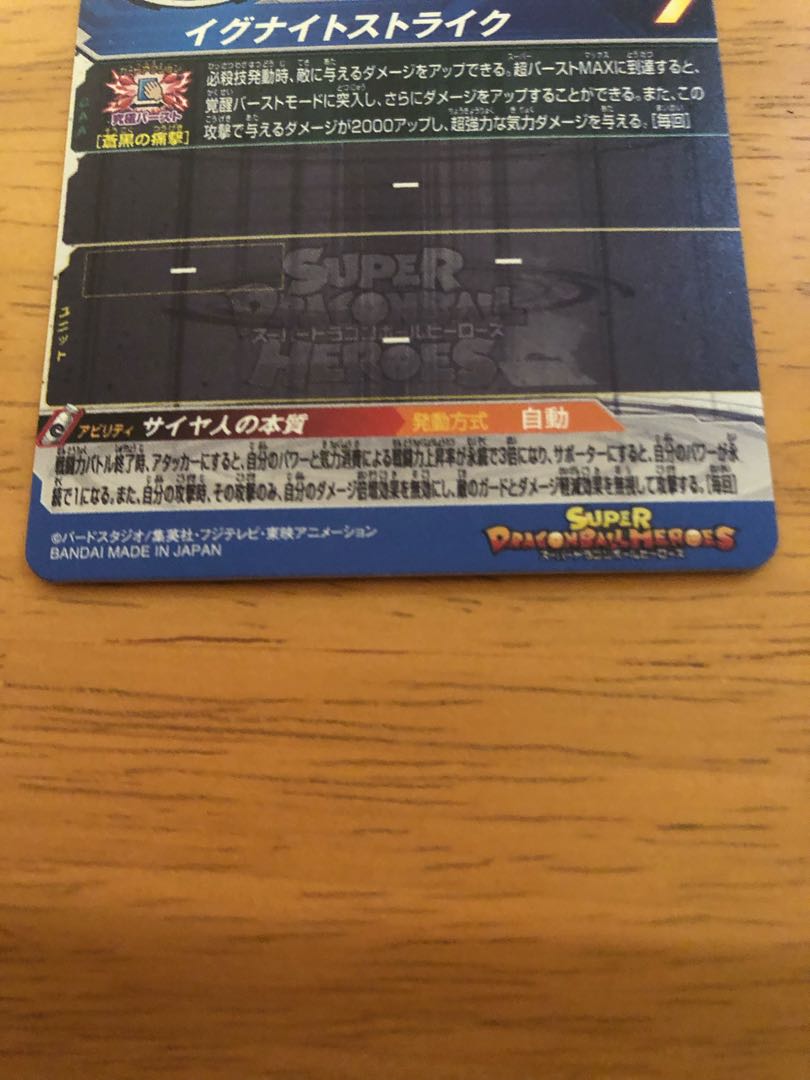 イグナイトストライク
必殺技発動時、敵に与えるダメージをアップできる。超バーストMAXに到達すると、
覚醒バーストモードに突入し、さらにダメージをアップすることができる。また、この
攻撃で与えるダメージが2000アップし、超強力な気力ダメージを与える。[毎回]
究極バースト
[蒼黒の痛撃]
CAA
ー
ー
ー
ー
ユニット
SUPER
DRAGONBALL
スーパードラゴンボールヒーローズ
HEROES
アビリティ サイヤ人の本質 発動方式 自動
戦闘力バトル終了時、アタッカーにすると、自分のパワーと気力消費による戦闘力上昇率が永続で3倍になり、サポーターにすると、自分のパワーが永
続で1になる。また、自分の攻撃時、その攻撃のみ、自分のダメージ倍増効果を無効にし、敵のガードとダメージ軽減効果を無視して攻撃する。[毎回]
©バードスタジオ/集英社・フジテレビ・東映アニメーション
BANDAI MADE IN JAPAN
SUPER
DRAGONBALL HEROES
スーパードラゴンボールヒーローズ